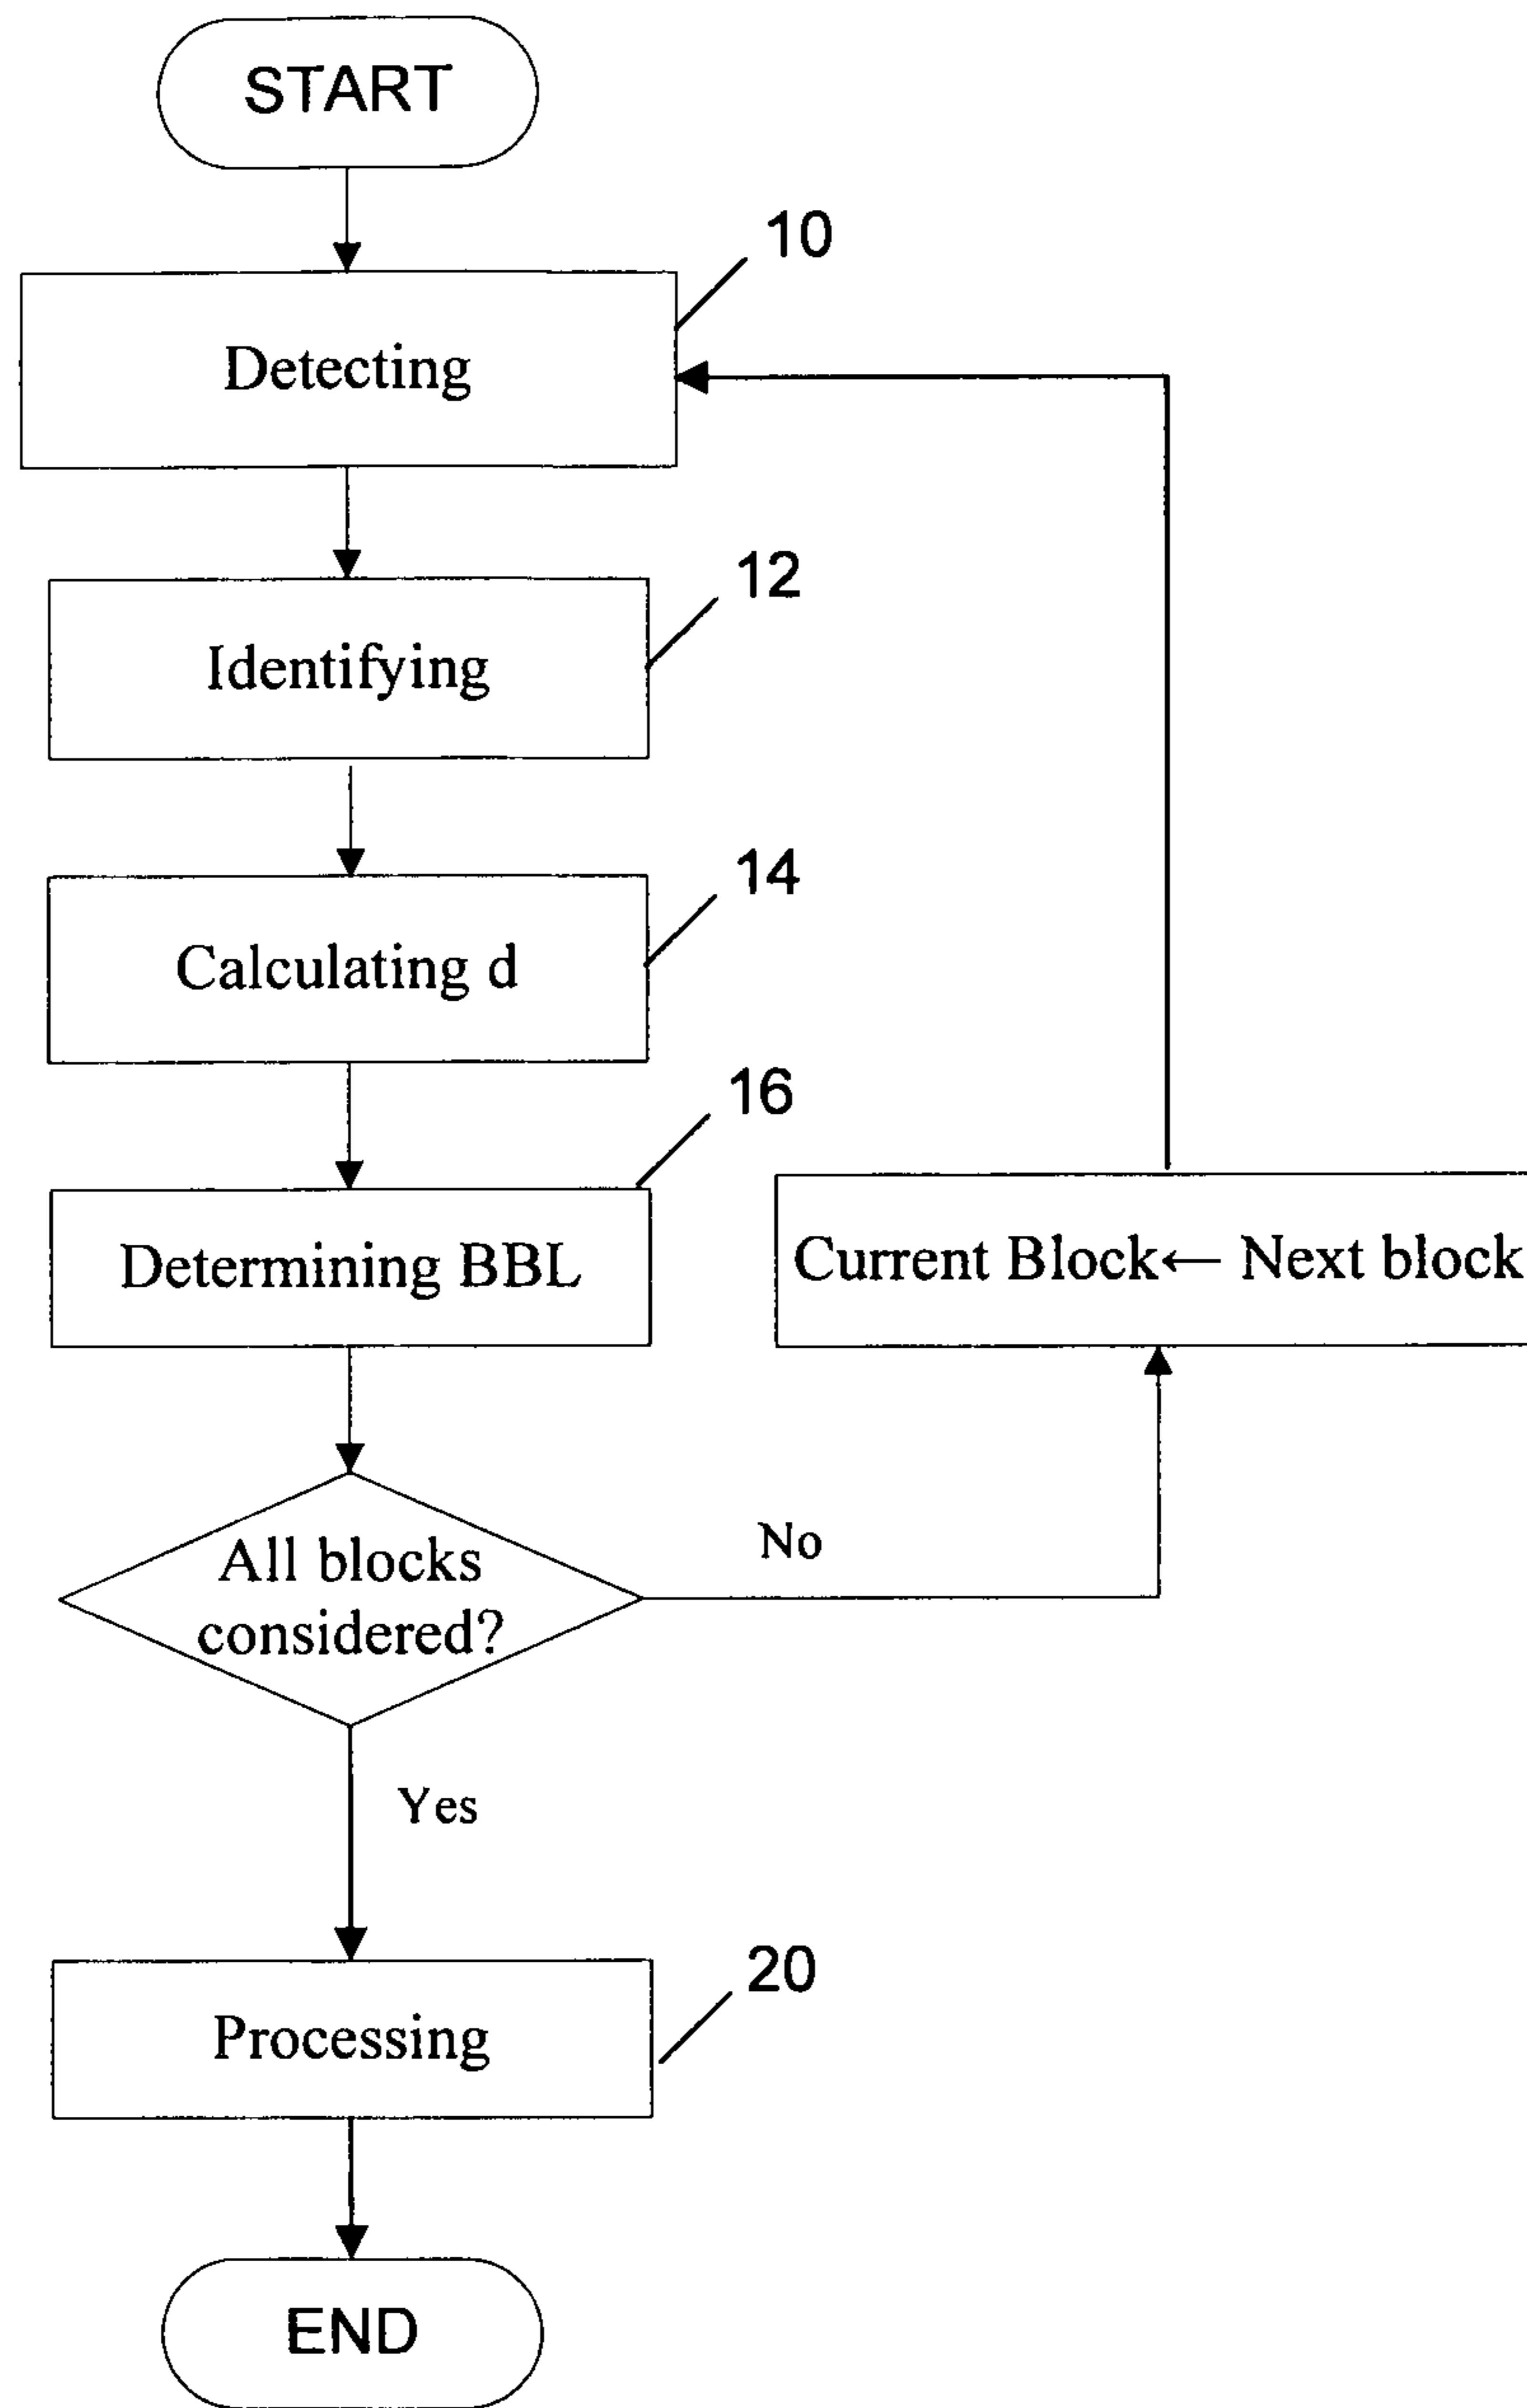 START
10
Detecting
12
Identifying
14
Calculating d
16
Determining BBL
Current Block← Next block
All blocks
considered?
No
Yes
20
Processing
END